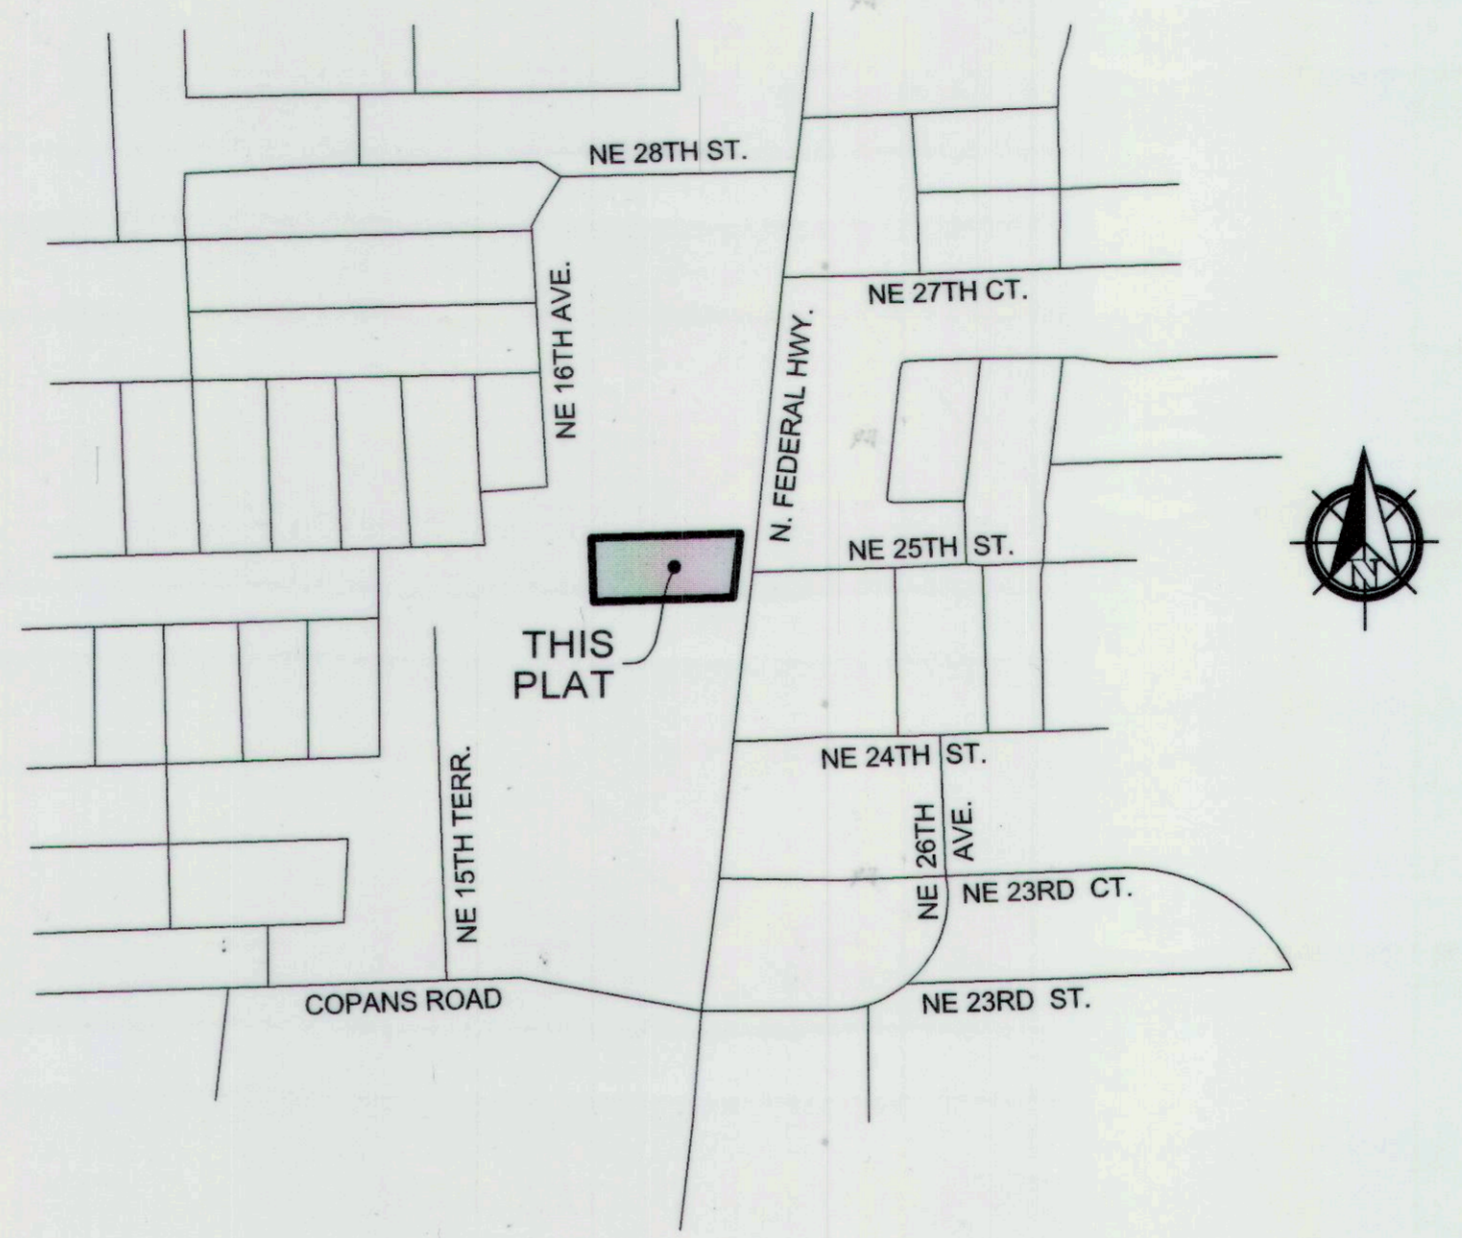 NE 28TH ST.
NE 27TH CT.
NE 16TH AVE.
N. FEDERAL HWY.
NE 25TH ST.
THIS
PLAT
NE 24TH ST.
NE 15TH TERR.
NE 26TH
AVE.
NE 23RD CT.
COPANS ROAD
NE 23RD ST.
N